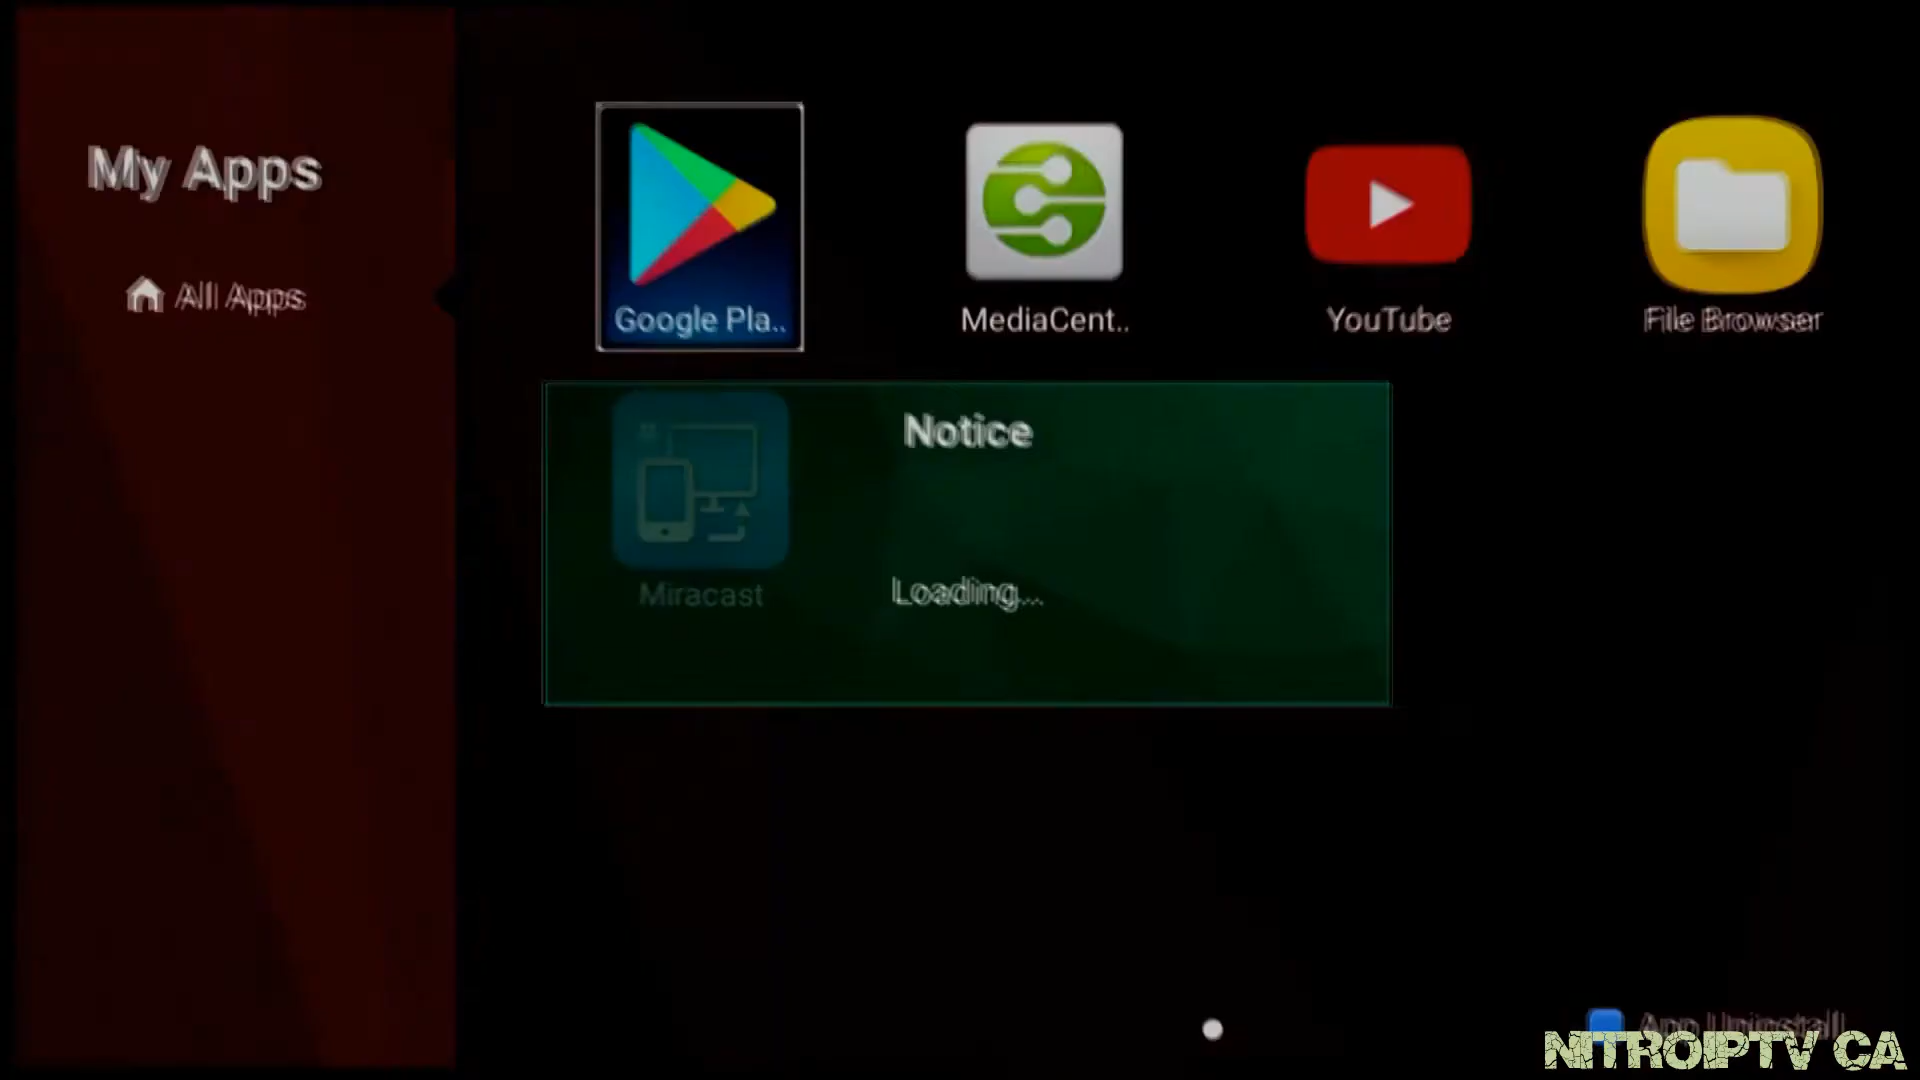 My Apps
All Apps
Google Pla..
MediaCent..
YouTube
File Browser
Notice
Miracast
Loading...
App Uninstall
NITROIPTV CA